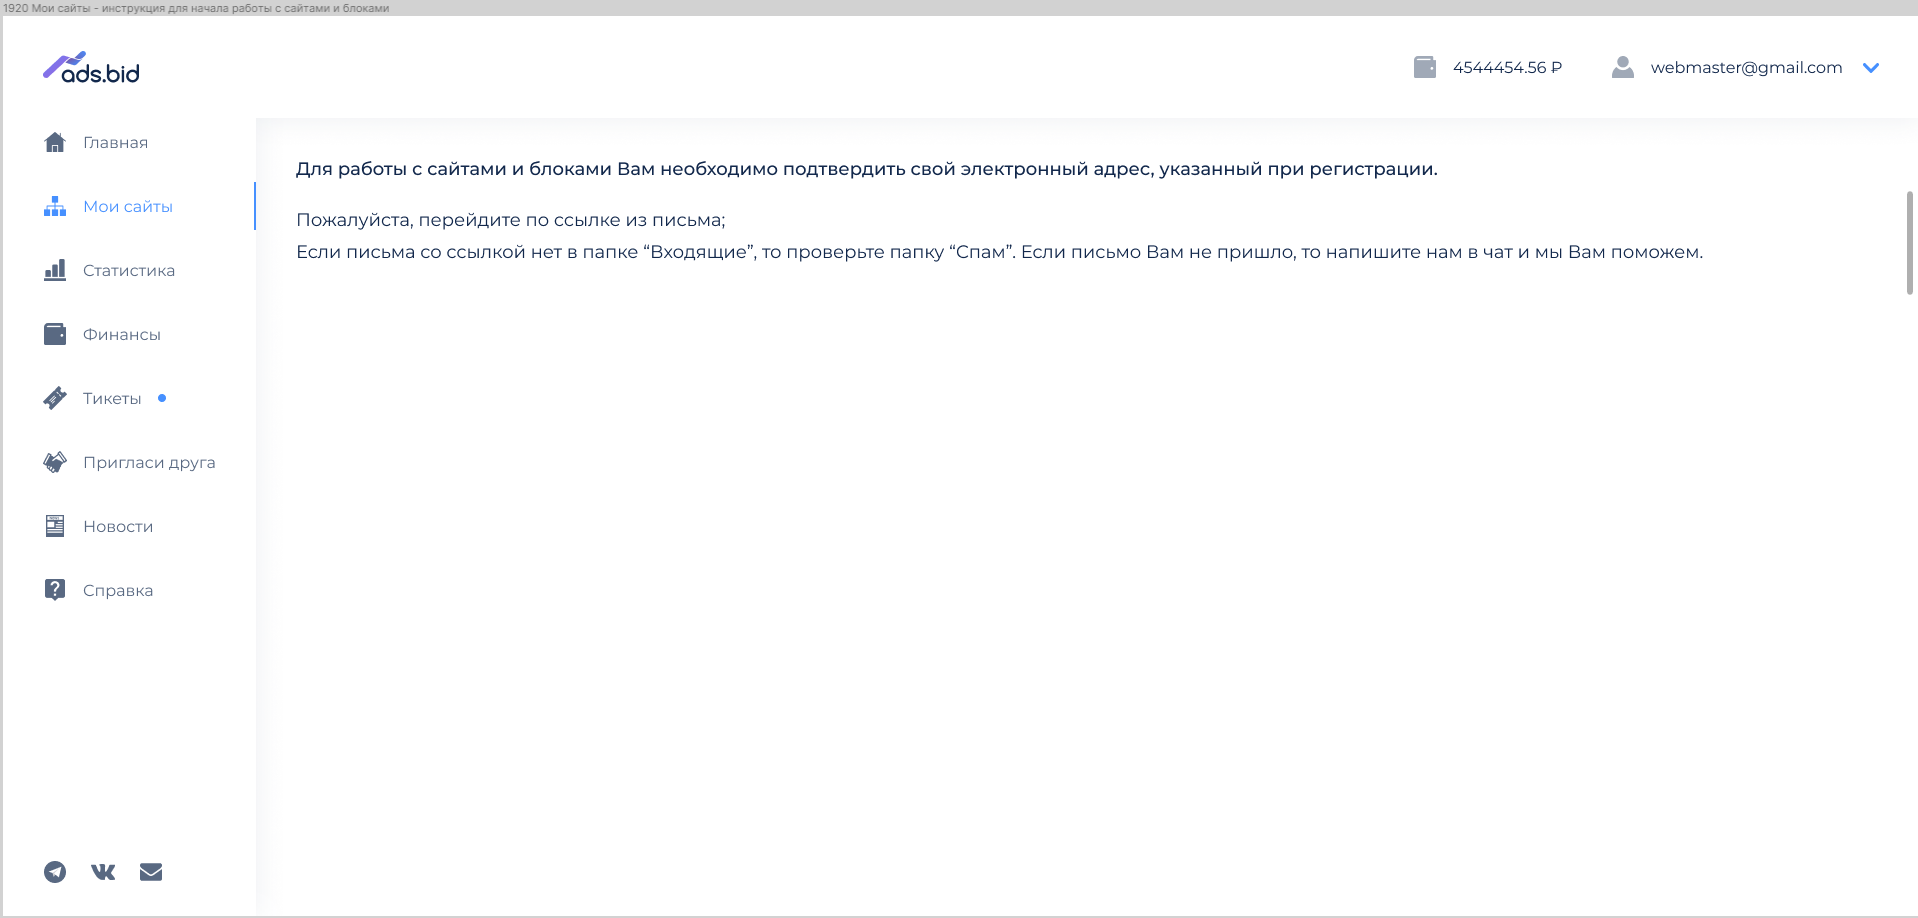 1920 Мои сайты - инструкция для начала работы с сайтами и блоками
ads.bid
4544454.56 ₽
webmaster@gmail.com
Главная
Мои сайты
Статистика
Финансы
Тикеты
Пригласи друга
Новости
Справка
Для работы с сайтами и блоками Вам необходимо подтвердить свой электронный адрес, указанный при регистрации.
Пожалуйста, перейдите по ссылке из письма;
Если письма со ссылкой нет в папке “Входящие”, то проверьте папку “Спам”. Если письмо Вам не пришло, то напишите нам в чат и мы Вам поможем.